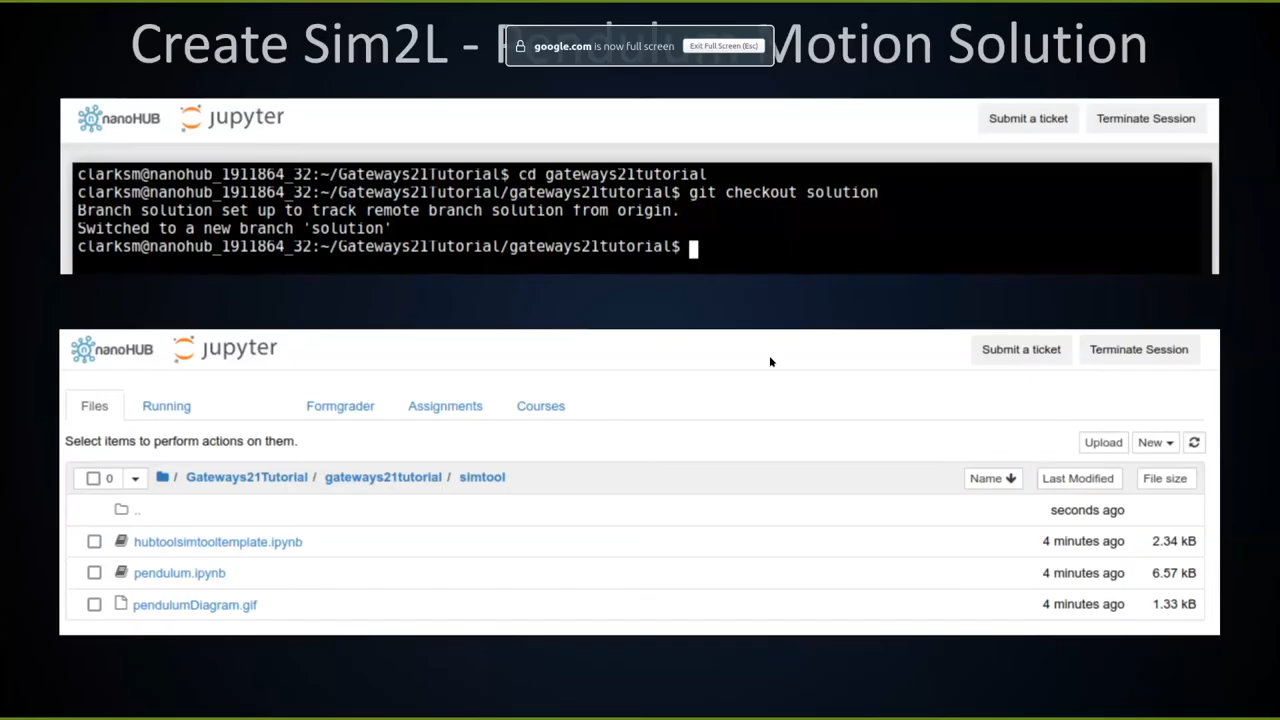 Create Sim2L - Pendulum Motion Solution
google.com is now full screen Exit Full Screen (Esc)
nanoHUB jupyter Submit a ticket Terminate Session
clarksm@nanohub_1911864_32:~/Gateways21Tutorial$ cd gateways21tutorial
clarksm@nanohub_1911864_32:~/Gateways21Tutorial/gateways21tutorial$ git checkout solution
Branch solution set up to track remote branch solution from origin.
Switched to a new branch 'solution'
clarksm@nanohub_1911864_32:~/Gateways21Tutorial/gateways21tutorial$
nanoHUB jupyter Submit a ticket Terminate Session
Files Running Formgrader Assignments Courses
Select items to perform actions on them. Upload New
0 / Gateways21Tutorial / gateways21tutorial / simtool Name Last Modified File size
.. seconds ago
hubtoolsimtooltemplate.ipynb 4 minutes ago 2.34 kB
pendulum.ipynb 4 minutes ago 6.57 kB
pendulumDiagram.gif 4 minutes ago 1.33 kB